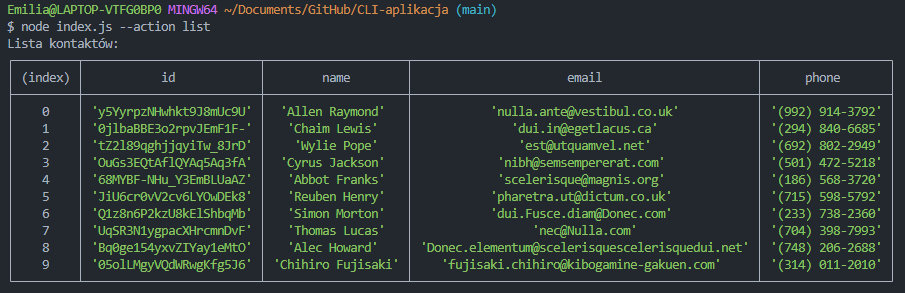 Emilia@LAPTOP-VTFG0BP0 MINGW64 ~/Documents/GitHub/CLI-aplikacja (main)
$ node index.js --action list
Lista kontaktów:
(index) id name email phone
0 'y5YyrpzNHwhkt9J8mUc9U' 'Allen Raymond' 'nulla.ante@vestibul.co.uk' '(992) 914-3792'
1 '0jlbaBBE3o2rpvJEmF1F-' 'Chaim Lewis' 'dui.in@egetlacus.ca' '(294) 840-6685'
2 'tZ2l89qghjjqyiTw_8JrD' 'Wylie Pope' 'est@utquamvel.net' '(692) 802-2949'
3 'OuGs3EQtAflQYAq5Aq3fA' 'Cyrus Jackson' 'nibh@semsempererat.com' '(501) 472-5218'
4 '68MYBF-NHu_Y3EmBLUaAZ' 'Abbot Franks' 'scelerisque@magnis.org' '(186) 568-3720'
5 'JiU6cr0vV2cv6LYOwDEk8' 'Reuben Henry' 'pharetra.ut@dictum.co.uk' '(715) 598-5792'
6 'Q1z8n6P2kzU8kElShbqMb' 'Simon Morton' 'dui.Fusce.diam@Donec.com' '(233) 738-2360'
7 'UqSR3N1ygpacXHrcmnDvF' 'Thomas Lucas' 'nec@Nulla.com' '(704) 398-7993'
8 'Bq0ge154yxvZIYay1eMtO' 'Alec Howard' 'Donec.elementum@scelerisquescelerisquedui.net' '(748) 206-2688'
9 '05olLMgyVQdWRwgKfg5J6' 'Chihiro Fujisaki' 'fujisaki.chihiro@kibogamine-gakuen.com' '(314) 011-2010'